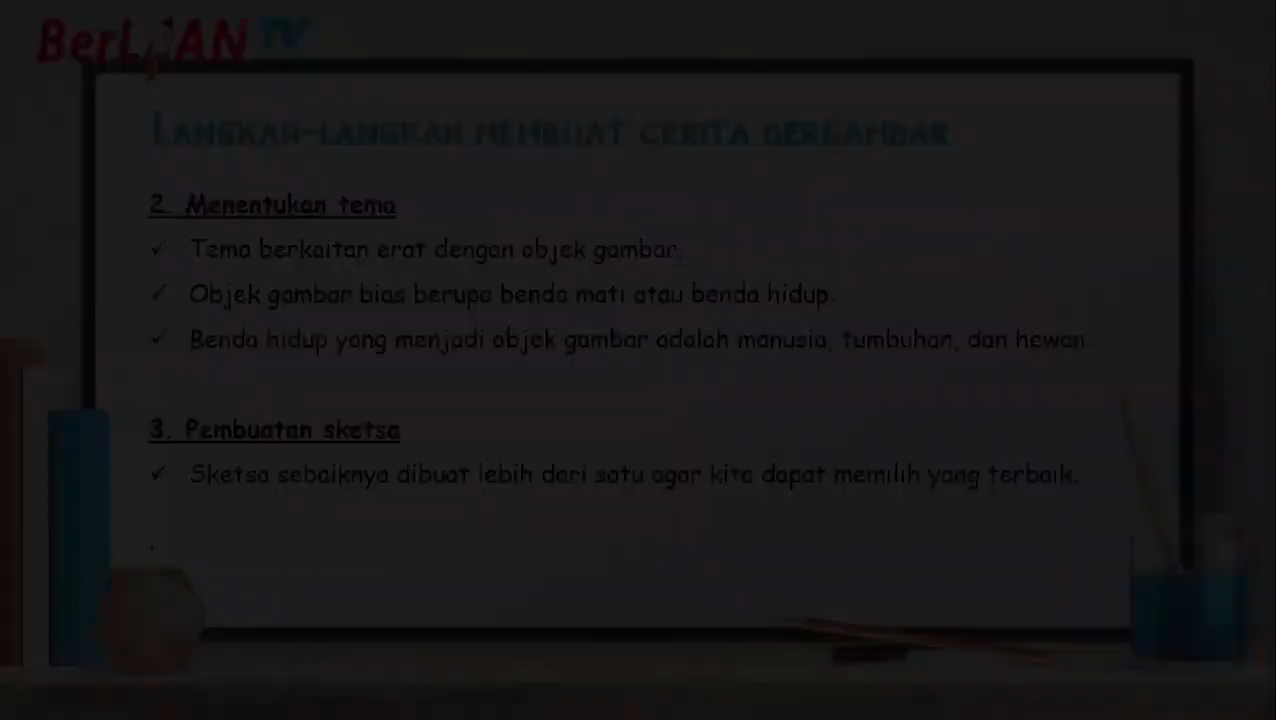 BerLIAN TV
LANGKAH-LANGKAH MEMBUAT CERITA BERGAMBAR
2. Menentukan tema
✓ Tema berkaitan erat dengan objek gambar.
✓ Objek gambar bias berupa benda mati atau benda hidup.
✓ Benda hidup yang menjadi objek gambar adalah manusia, tumbuhan, dan hewan.
3. Pembuatan sketsa
✓ Sketsa sebaiknya dibuat lebih dari satu agar kita dapat memilih yang terbaik.
.